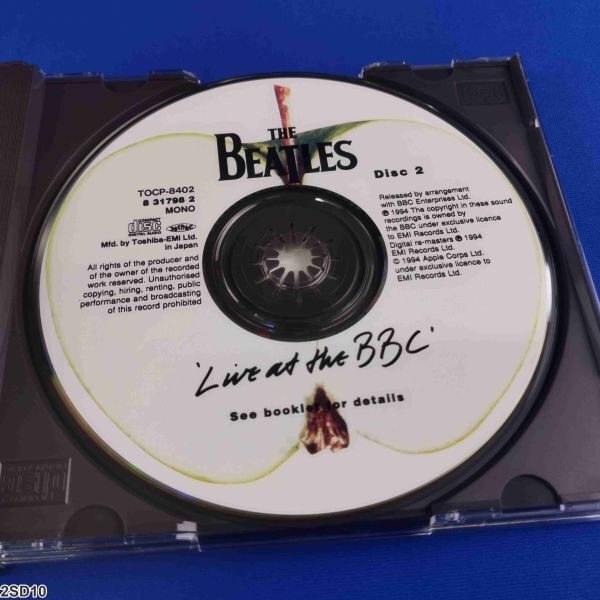 THE
BEATLES
Disc 2
TOCP-8402
8 31798 2
MONO
COMPACT
disc
DIGITAL AUDIO
Mfd. by Toshiba-EMI Ltd.
in Japan
All rights of the producer and
of the owner of the recorded
work reserved. Unauthorised
copying, hiring, renting, public
performance and broadcasting
of this record prohibited
Released by arrangement
with BBC Enterprises Ltd.
℗ 1994 The copyright in these sound
recordings is owned by
the BBC under exclusive licence
to EMI Records Ltd.
Digital re-masters ℗ 1994
EMI Records Ltd.
© 1994 Apple Corps Ltd.
under exclusive licence to
EMI Records Ltd.
'Live at the BBC'
See booklet for details
2SD10